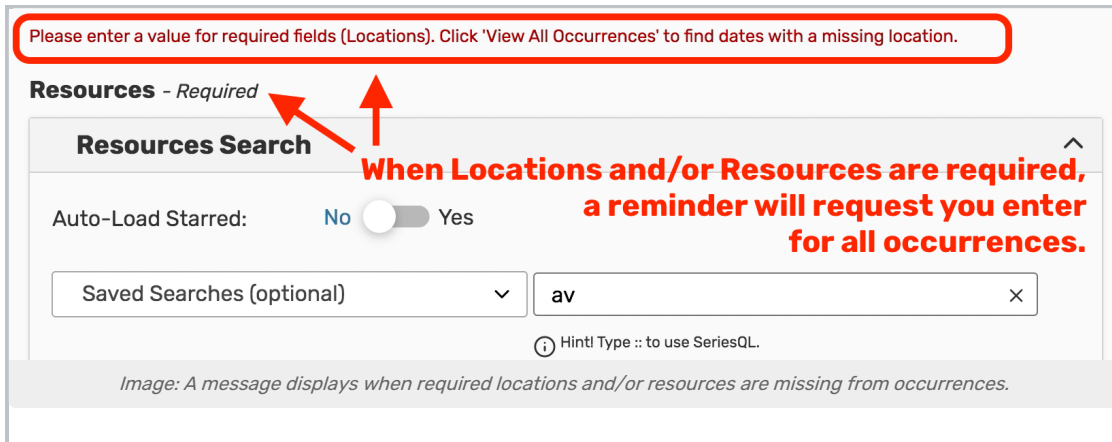 Please enter a value for required fields (Locations). Click 'View All Occurrences' to find dates with a missing location.
Resources - Required
Resources Search
When Locations and/or Resources are required,
a reminder will request you enter
for all occurrences.
Auto-Load Starred: No Yes
Saved Searches (optional) av
Hint! Type :: to use SeriesQL.
Image: A message displays when required locations and/or resources are missing from occurrences.